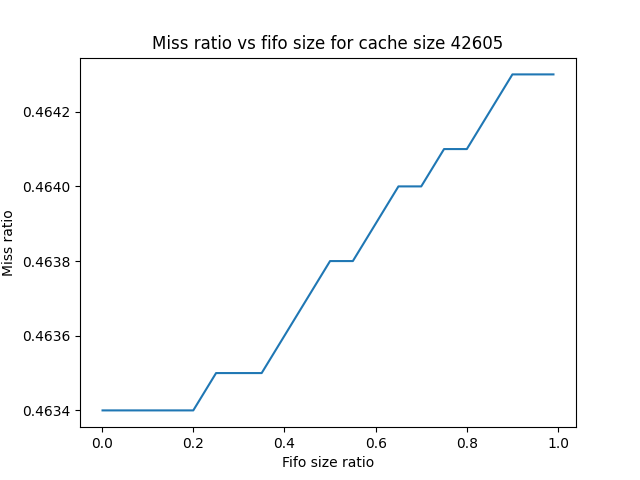 Miss ratio vs fifo size for cache size 42605
0.4642
0.4640
0.4638
0.4636
0.4634
Miss ratio
0.0 0.2 0.4 0.6 0.8 1.0
Fifo size ratio